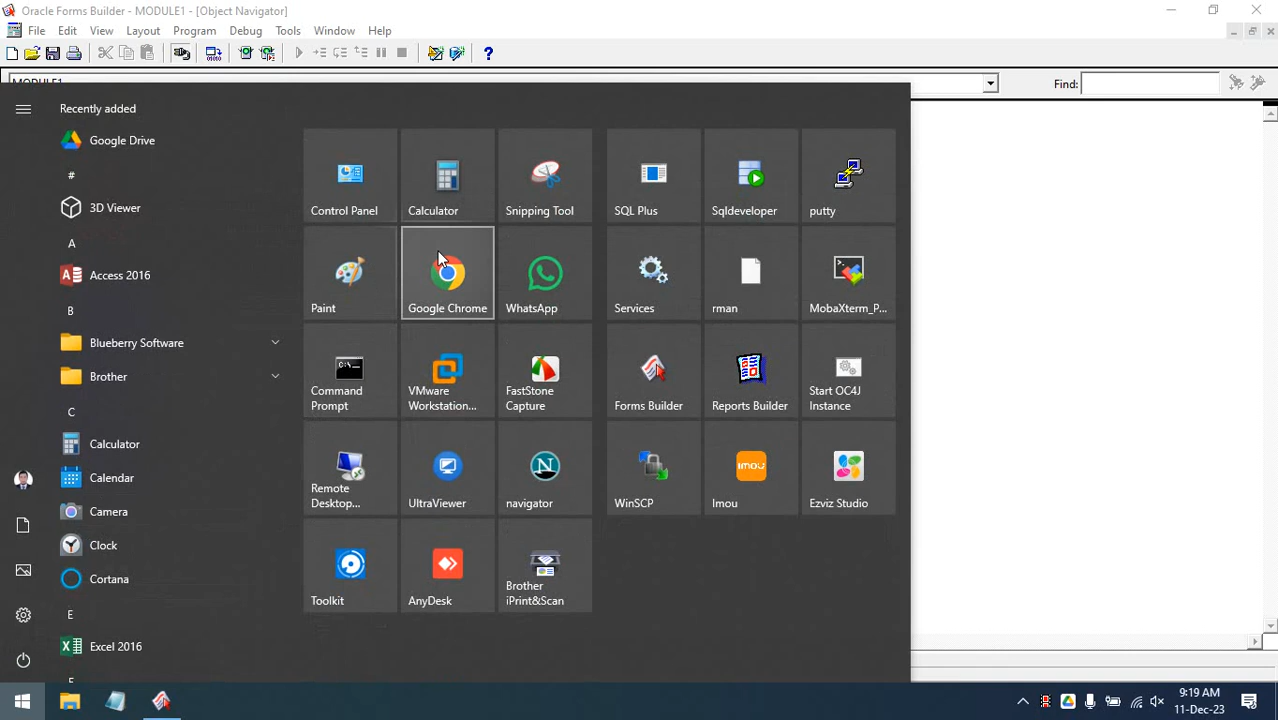 Oracle Forms Builder - MODULE1 - [Object Navigator]
File Edit View Layout Program Debug Tools Window Help
Find:
Recently added
Google Drive
#
3D Viewer
A
Access 2016
B
Blueberry Software
Brother
C
Calculator
Calendar
Camera
Clock
Cortana
E
Excel 2016
Control Panel
Calculator
Snipping Tool
SQL Plus
Sqldeveloper
putty
Paint
Google Chrome
WhatsApp
Services
rman
MobaXterm_P...
Command
Prompt
VMware
Workstation...
FastStone
Capture
Forms Builder
Reports Builder
Start OC4J
Instance
Remote
Desktop...
UltraViewer
navigator
WinSCP
Imou
Ezviz Studio
Toolkit
AnyDesk
Brother
iPrint&Scan
9:19 AM
11-Dec-23